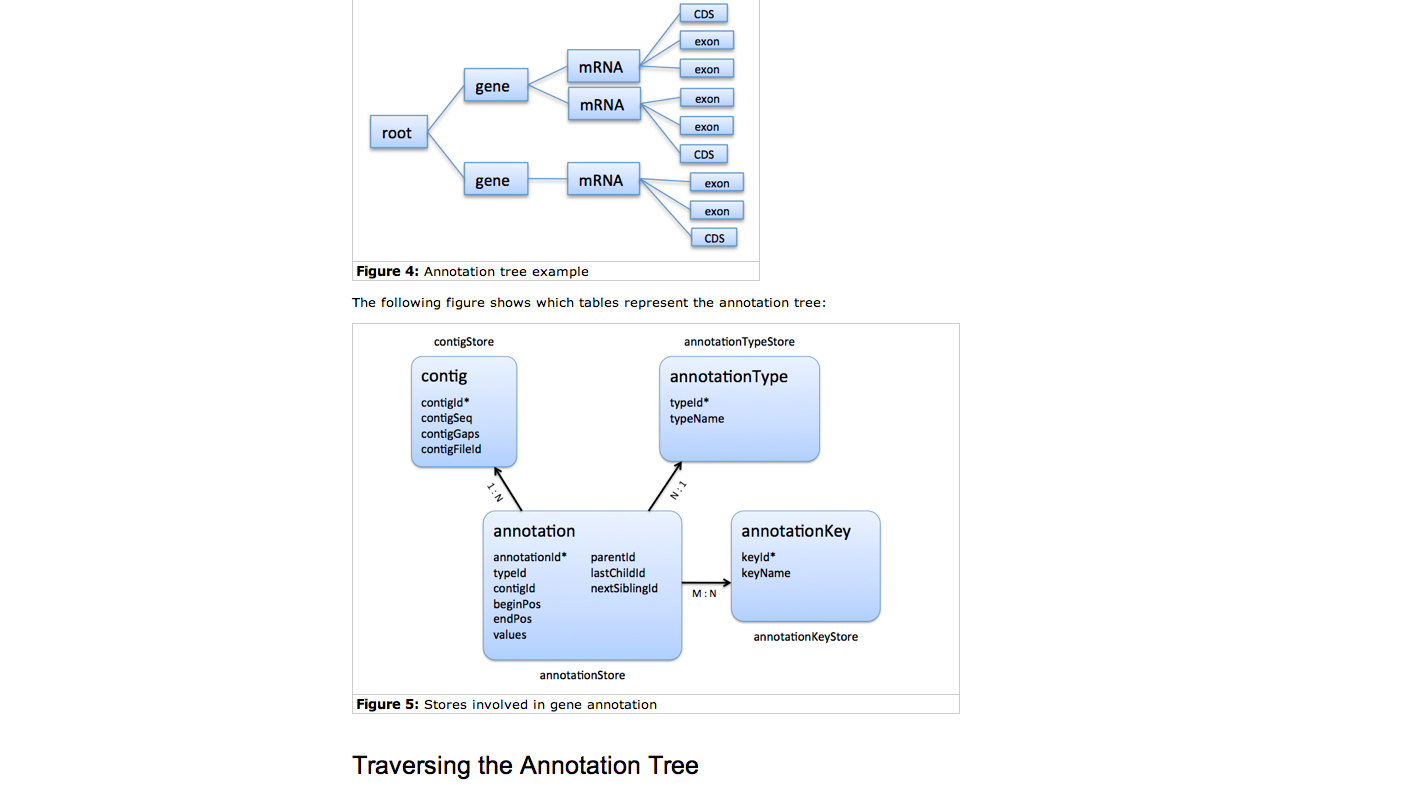 CDS
exon
mRNA
exon
gene
mRNA
exon
exon
root
CDS
gene
mRNA
exon
exon
CDS
Figure 4: Annotation tree example
The following figure shows which tables represent the annotation tree:
contigStore
annotationTypeStore
contig
contigId*
contigSeq
contigGaps
contigFileId
annotationType
typeId*
typeName
1:N
N:1
annotation
annotationId* parentId
typeId lastChildId
contigId nextSiblingId
beginPos
endPos
values
M:N
annotationKey
keyId*
keyName
annotationKeyStore
annotationStore
Figure 5: Stores involved in gene annotation
Traversing the Annotation Tree